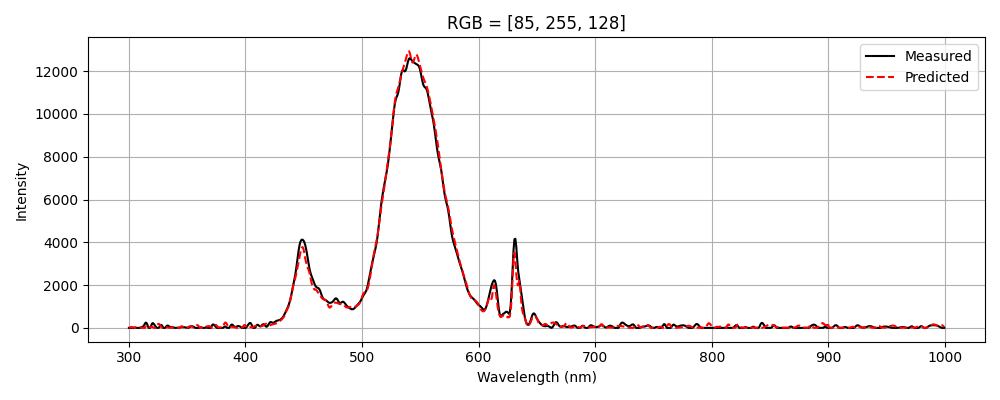 RGB = [85, 255, 128]
Measured
Predicted
12000
10000
8000
6000
4000
2000
0
Intensity
300 400 500 600 700 800 900 1000
Wavelength (nm)